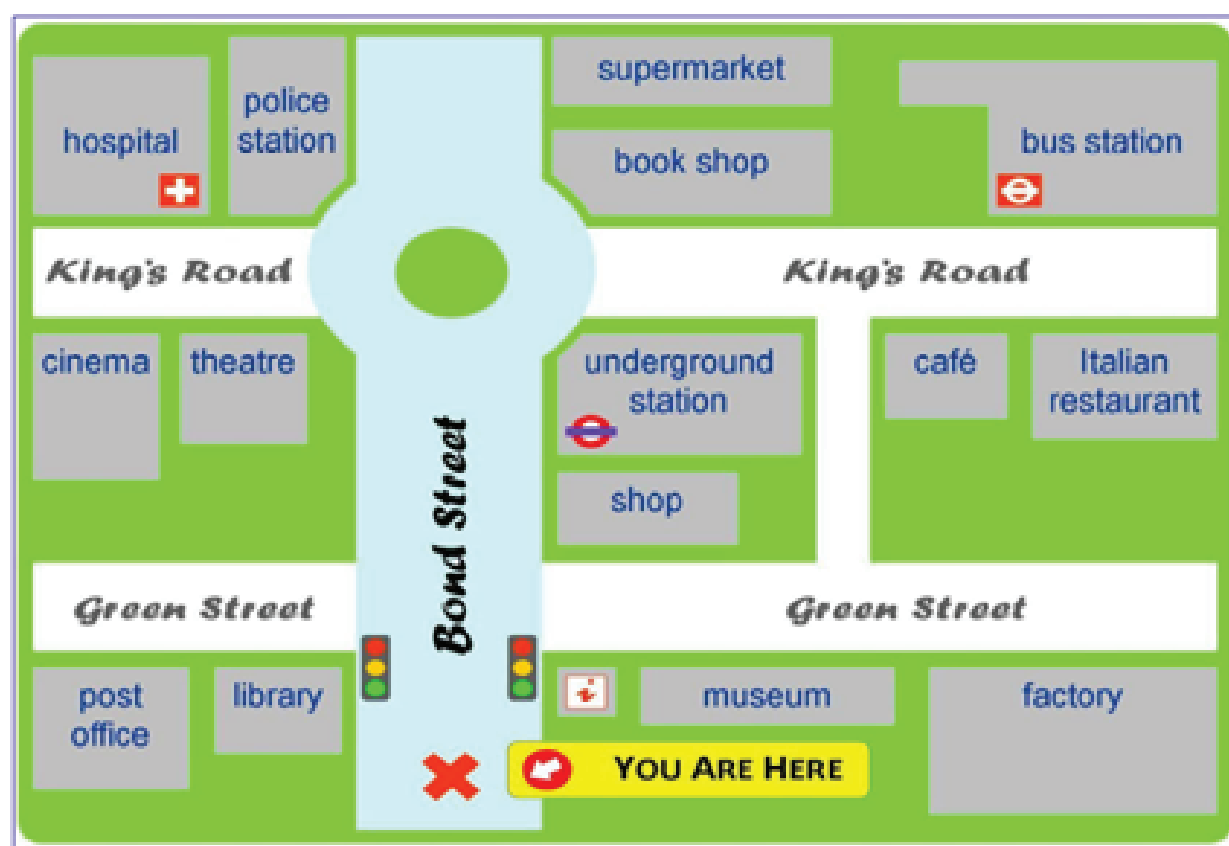 supermarket
police
station
hospital
book shop
bus station
King's Road
King's Road
cinema
theatre
underground
station
café
Italian
restaurant
Bond Street
shop
Green Street
Green Street
post
office
library
i
museum
factory
YOU ARE HERE